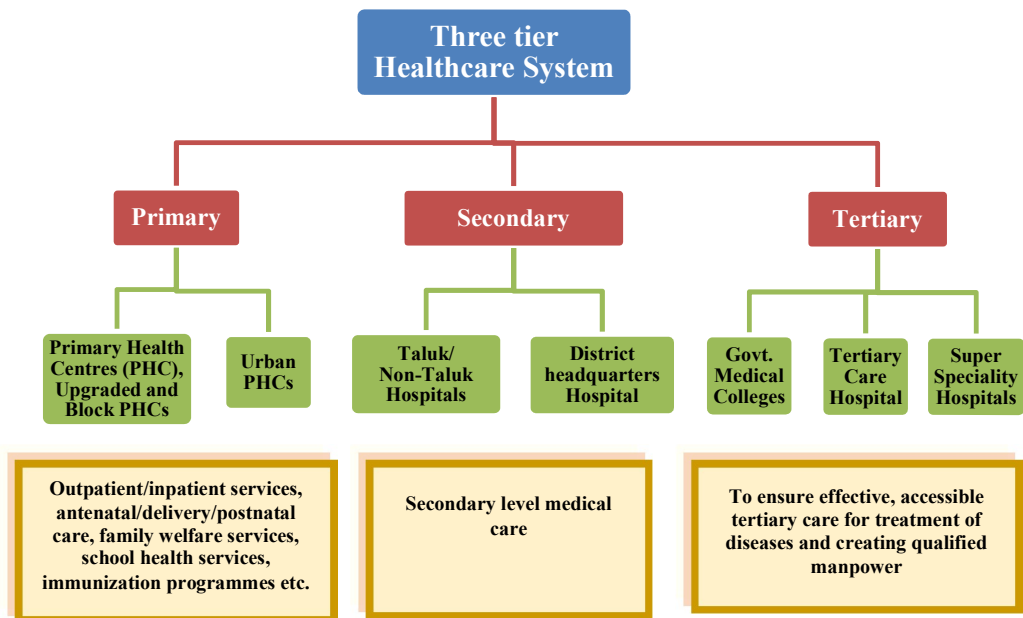 Three tier
Healthcare System
Primary
Secondary
Tertiary
Primary Health
Centres (PHC),
Upgraded and
Block PHCs
Urban
PHCs
Taluk/
Non-Taluk
Hospitals
District
headquarters
Hospital
Govt.
Medical
Colleges
Tertiary
Care
Hospital
Super
Speciality
Hospitals
Outpatient/inpatient services,
antenatal/delivery/postnatal
care, family welfare services,
school health services,
immunization programmes etc.
Secondary level medical
care
To ensure effective, accessible
tertiary care for treatment of
diseases and creating qualified
manpower